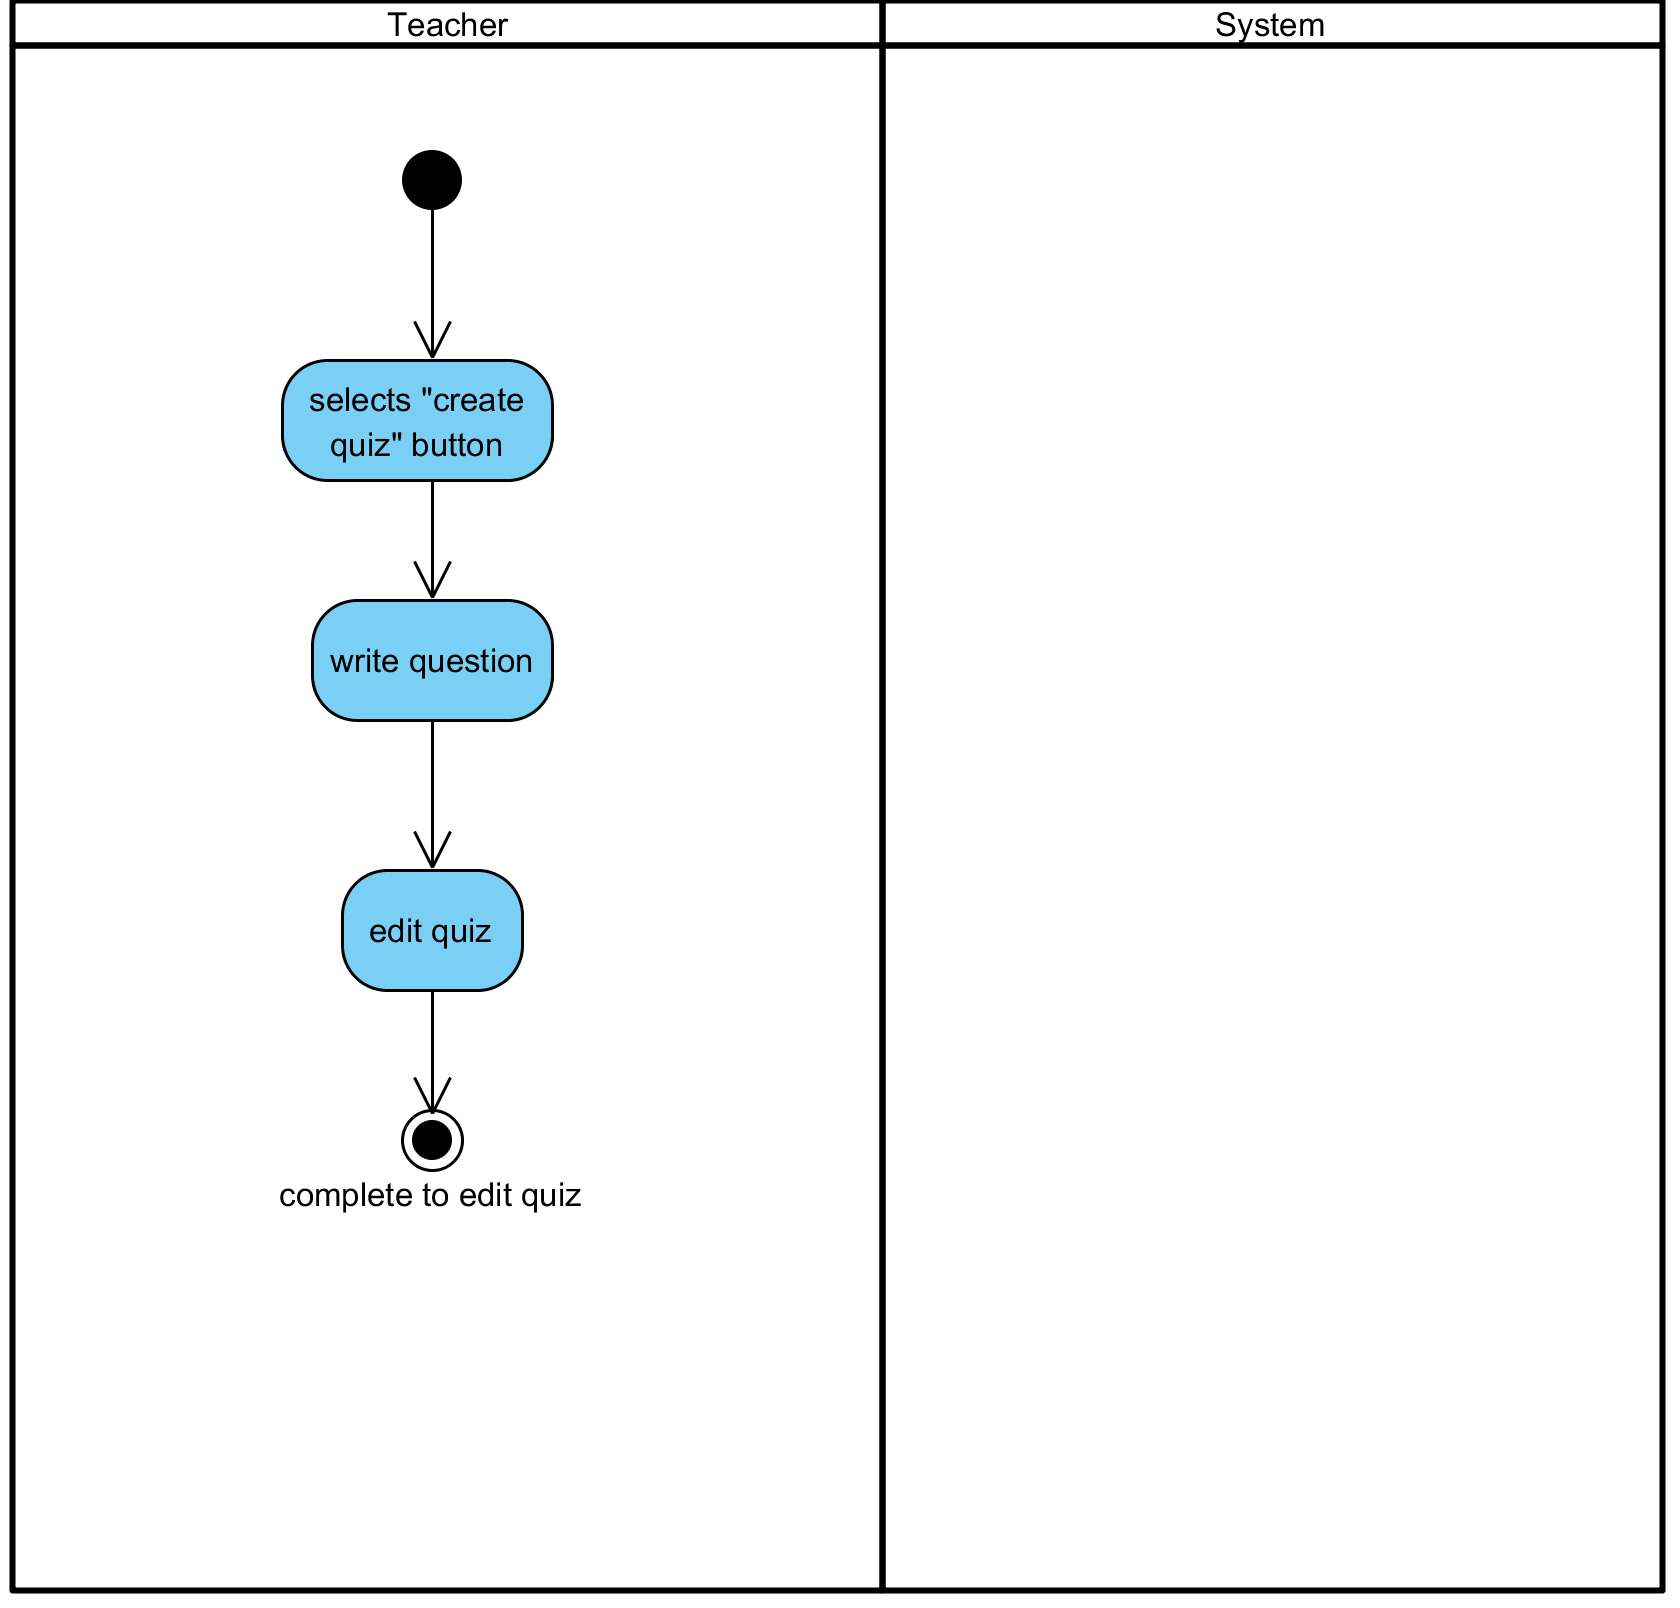 Teacher
System
selects "create
quiz" button
write question
edit quiz
complete to edit quiz